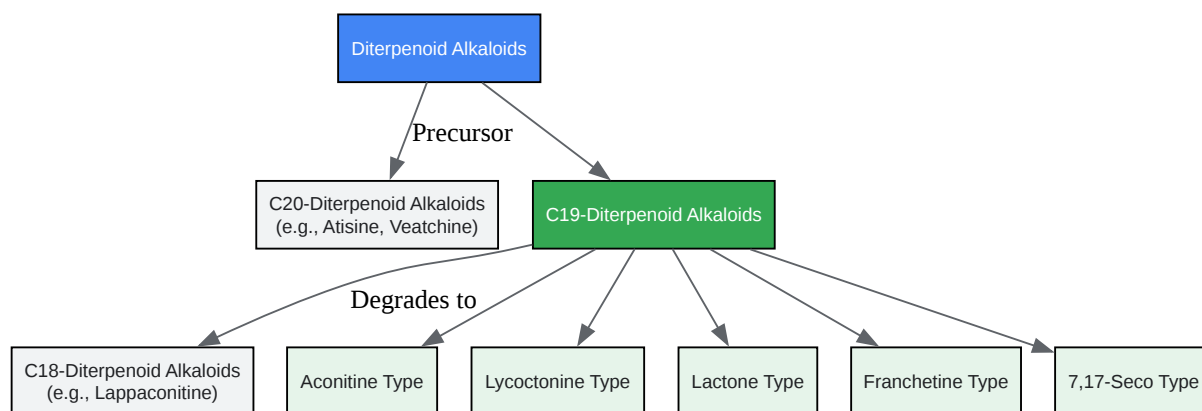 Diterpenoid Alkaloids
Precursor
C20-Diterpenoid Alkaloids
(e.g., Atisine, Veatchine)
C19-Diterpenoid Alkaloids
Degrades to
C18-Diterpenoid Alkaloids
(e.g., Lappaconitine)
Aconitine Type
Lycoctonine Type
Lactone Type
Franchetine Type
7,17-Seco Type